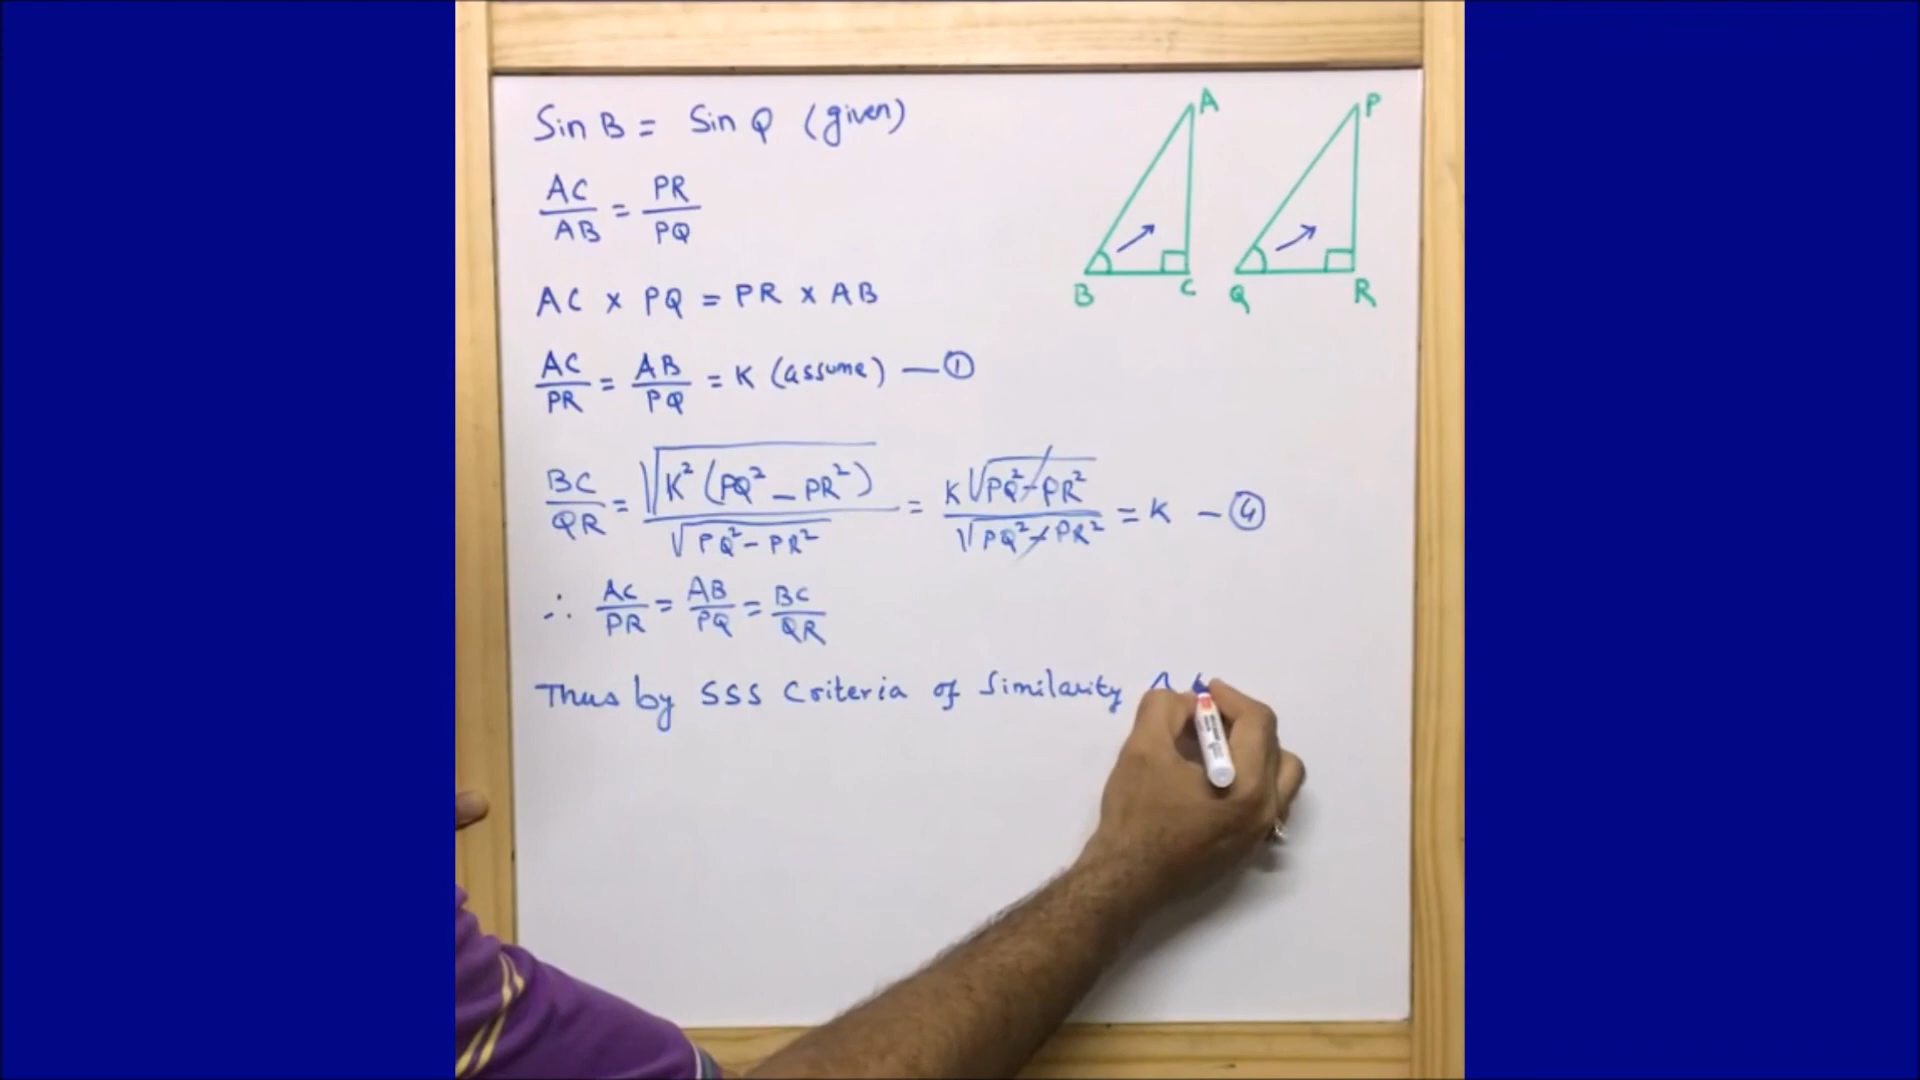 Sin B = Sin Q (given)
AC/AB = PR/PQ
AC × PQ = PR × AB
AC/PR = AB/PQ = K (assume) — ①
BC/QR = √(K²(PQ² - PR²))/√(PQ² - PR²) = K√(PQ² - PR²)/√(PQ² - PR²) = K - ④
∴ AC/PR = AB/PQ = BC/QR
Thus by SSS Criteria of Similarity
A
B
C
P
Q
R